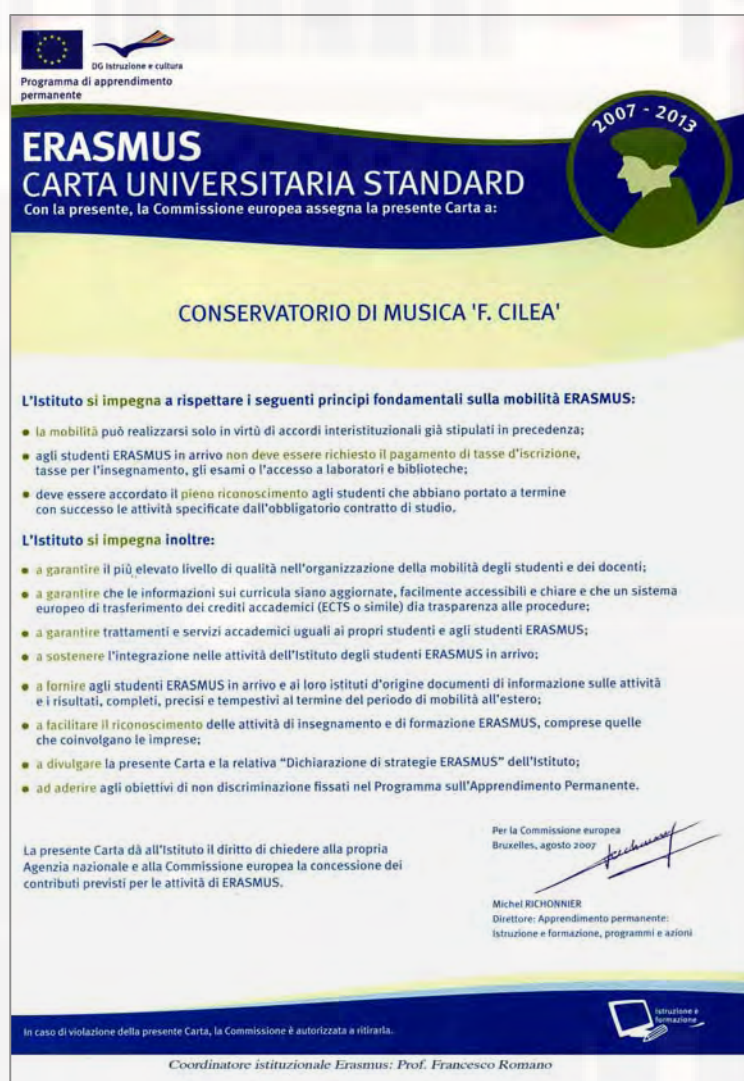 DG Istruzione e cultura
Programma di apprendimento
permanente
2007 - 2013
ERASMUS
CARTA UNIVERSITARIA STANDARD
Con la presente, la Commissione europea assegna la presente Carta a:
CONSERVATORIO DI MUSICA 'F. CILEA'
L'Istituto si impegna a rispettare i seguenti principi fondamentali sulla mobilità ERASMUS:
• la mobilità può realizzarsi solo in virtù di accordi interistituzionali già stipulati in precedenza;
• agli studenti ERASMUS in arrivo non deve essere richiesto il pagamento di tasse d'iscrizione,
tasse per l'insegnamento, gli esami o l'accesso a laboratori e biblioteche;
• deve essere accordato il pieno riconoscimento agli studenti che abbiano portato a termine
con successo le attività specificate dall'obbligatorio contratto di studio.
L'Istituto si impegna inoltre:
• a garantire il più elevato livello di qualità nell'organizzazione della mobilità degli studenti e dei docenti;
• a garantire che le informazioni sui curricula siano aggiornate, facilmente accessibili e chiare e che un sistema
europeo di trasferimento dei crediti accademici (ECTS o simile) dia trasparenza alle procedure;
• a garantire trattamenti e servizi accademici uguali ai propri studenti e agli studenti ERASMUS;
• a sostenere l'integrazione nelle attività dell'Istituto degli studenti ERASMUS in arrivo;
• a fornire agli studenti ERASMUS in arrivo e ai loro istituti d'origine documenti di informazione sulle attività
e i risultati, completi, precisi e tempestivi al termine del periodo di mobilità all'estero;
• a facilitare il riconoscimento delle attività di insegnamento e di formazione ERASMUS, comprese quelle
che coinvolgano le imprese;
• a divulgare la presente Carta e la relativa “Dichiarazione di strategie ERASMUS” dell'Istituto;
• ad aderire agli obiettivi di non discriminazione fissati nel Programma sull'Apprendimento Permanente.
La presente Carta dà all'Istituto il diritto di chiedere alla propria
Agenzia nazionale e alla Commissione europea la concessione dei
contributi previsti per le attività di ERASMUS.
Per la Commissione europea
Bruxelles, agosto 2007
Michel RICHONNIER
Direttore: Apprendimento permanente:
Istruzione e formazione, programmi e azioni
In caso di violazione della presente Carta, la Commissione è autorizzata a ritirarla.
Istruzione e
formazione
Coordinatore istituzionale Erasmus: Prof. Francesco Romano